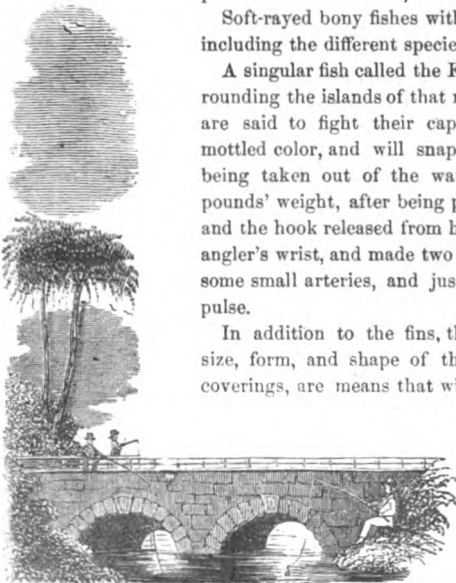 Soft-rayed bony fishes with
including the different specie
A singular fish called the
rounding the islands of that
are said to fight their cap
mottled color, and will snap
being taken out of the wa
pounds' weight, after being p
and the hook released from h
angler's wrist, and made two
some small arteries, and jus
pulse.
In addition to the fins, th
size, form, and shape of th
coverings, are means that wi